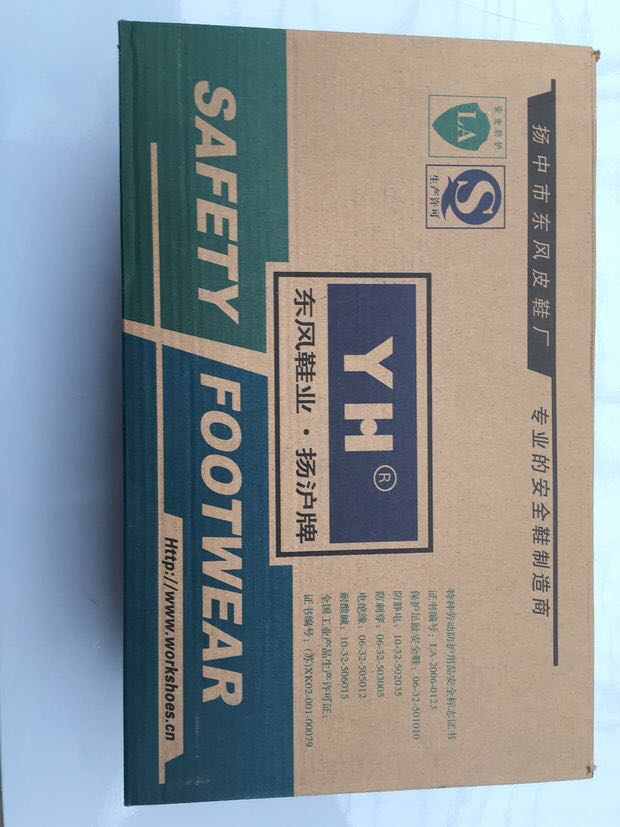 扬中市东风皮鞋厂
专业的安全鞋制造商
安全防护
LA
S
生产许可
YH®
东风鞋业·扬沪牌
特种劳动防护用品安全标志证书
证书编号：LA-2006-0123
保护足趾安全鞋：06-32-501010
防静电：10-32-502035
防刺穿：06-32-503005
电绝缘：06-32-505012
耐酸碱：10-32-506015
全国工业产品生产许可证：
证书编号：(苏)XK02-001-00079
SAFETY FOOTWEAR
Http://www.workshoes.cn